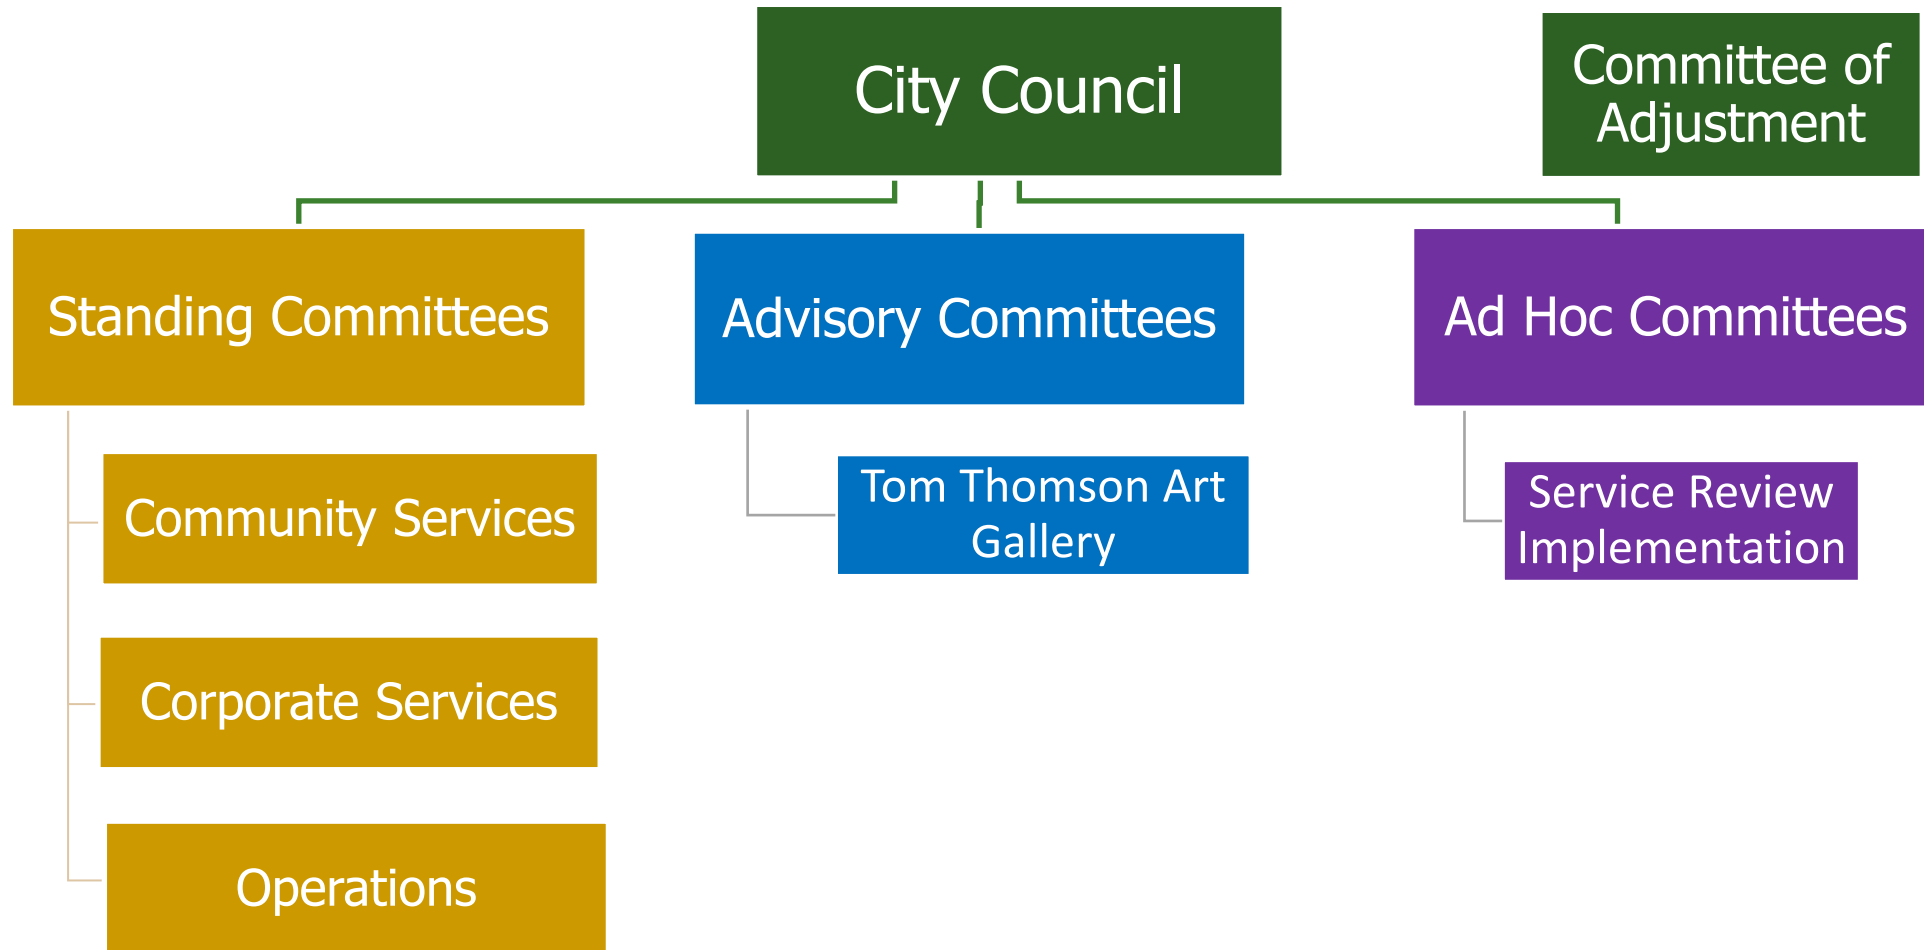 City Council
Committee of
Adjustment
Standing Committees
Advisory Committees
Ad Hoc Committees
Community Services
Tom Thomson Art
Gallery
Service Review
Implementation
Corporate Services
Operations